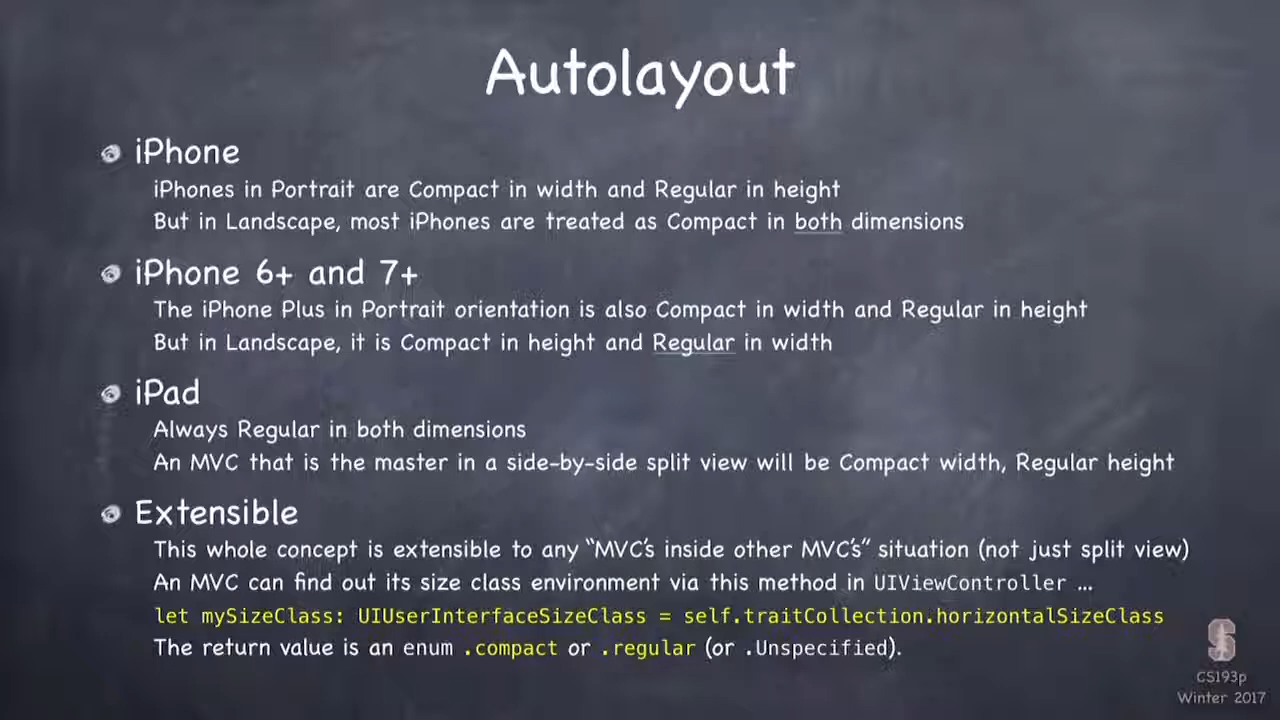 Autolayout
iPhone
iPhones in Portrait are Compact in width and Regular in height
But in Landscape, most iPhones are treated as Compact in both dimensions
iPhone 6+ and 7+
The iPhone Plus in Portrait orientation is also Compact in width and Regular in height
But in Landscape, it is Compact in height and Regular in width
iPad
Always Regular in both dimensions
An MVC that is the master in a side-by-side split view will be Compact width, Regular height
Extensible
This whole concept is extensible to any “MVC’s inside other MVC’s” situation (not just split view)
An MVC can find out its size class environment via this method in UIViewController …
let mySizeClass: UIUserInterfaceSizeClass = self.traitCollection.horizontalSizeClass
The return value is an enum .compact or .regular (or .Unspecified).
S
CS193p
Winter 2017